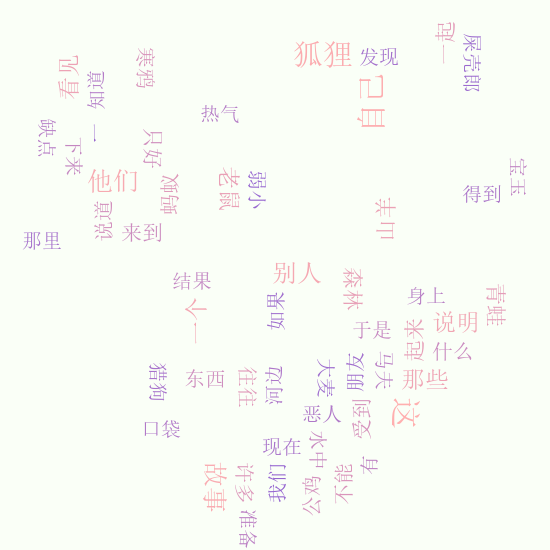 一起
狐狸
发现
屎壳郎
看见
寒鸦
知道
自己
热气
缺点
一
下来
只好
他们
蚂蚁
老鼠
弱小
宝玉
得到
说道
来到
山羊
那里
结果
别人
森林
身上
青蛙
一个
如果
于是
起来
说明
什么
猎狗
东西
往往
河边
大麦
朋友
马夫
那些
恶人
受到
这
口袋
现在
水中
有
故事
许多
我们
公鸡
不能
准备